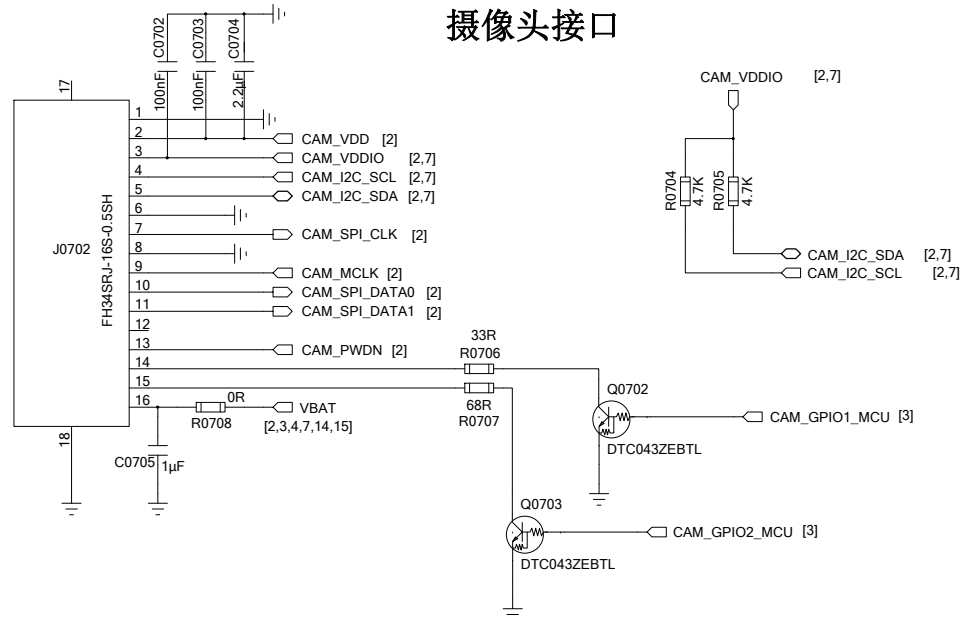 摄像头接口
C0702
100nF
C0703
100nF
C0704
2.2µF
CAM_VDDIO [2,7]
17
1
2 CAM_VDD [2]
3 CAM_VDDIO [2,7]
4 CAM_I2C_SCL [2,7]
5 CAM_I2C_SDA [2,7]
6
7 CAM_SPI_CLK [2]
8
9 CAM_MCLK [2]
10 CAM_SPI_DATA0 [2]
11 CAM_SPI_DATA1 [2]
12
13 CAM_PWDN [2]
14
15
16
J0702
FH34SRJ-16S-0.5SH
18
R0704
4.7K
R0705
4.7K
CAM_I2C_SDA [2,7]
CAM_I2C_SCL [2,7]
33R
R0706
68R
R0707
0R
R0708
VBAT
[2,3,4,7,14,15]
C0705
1µF
Q0702
CAM_GPIO1_MCU [3]
DTC043ZEBTL
Q0703
CAM_GPIO2_MCU [3]
DTC043ZEBTL